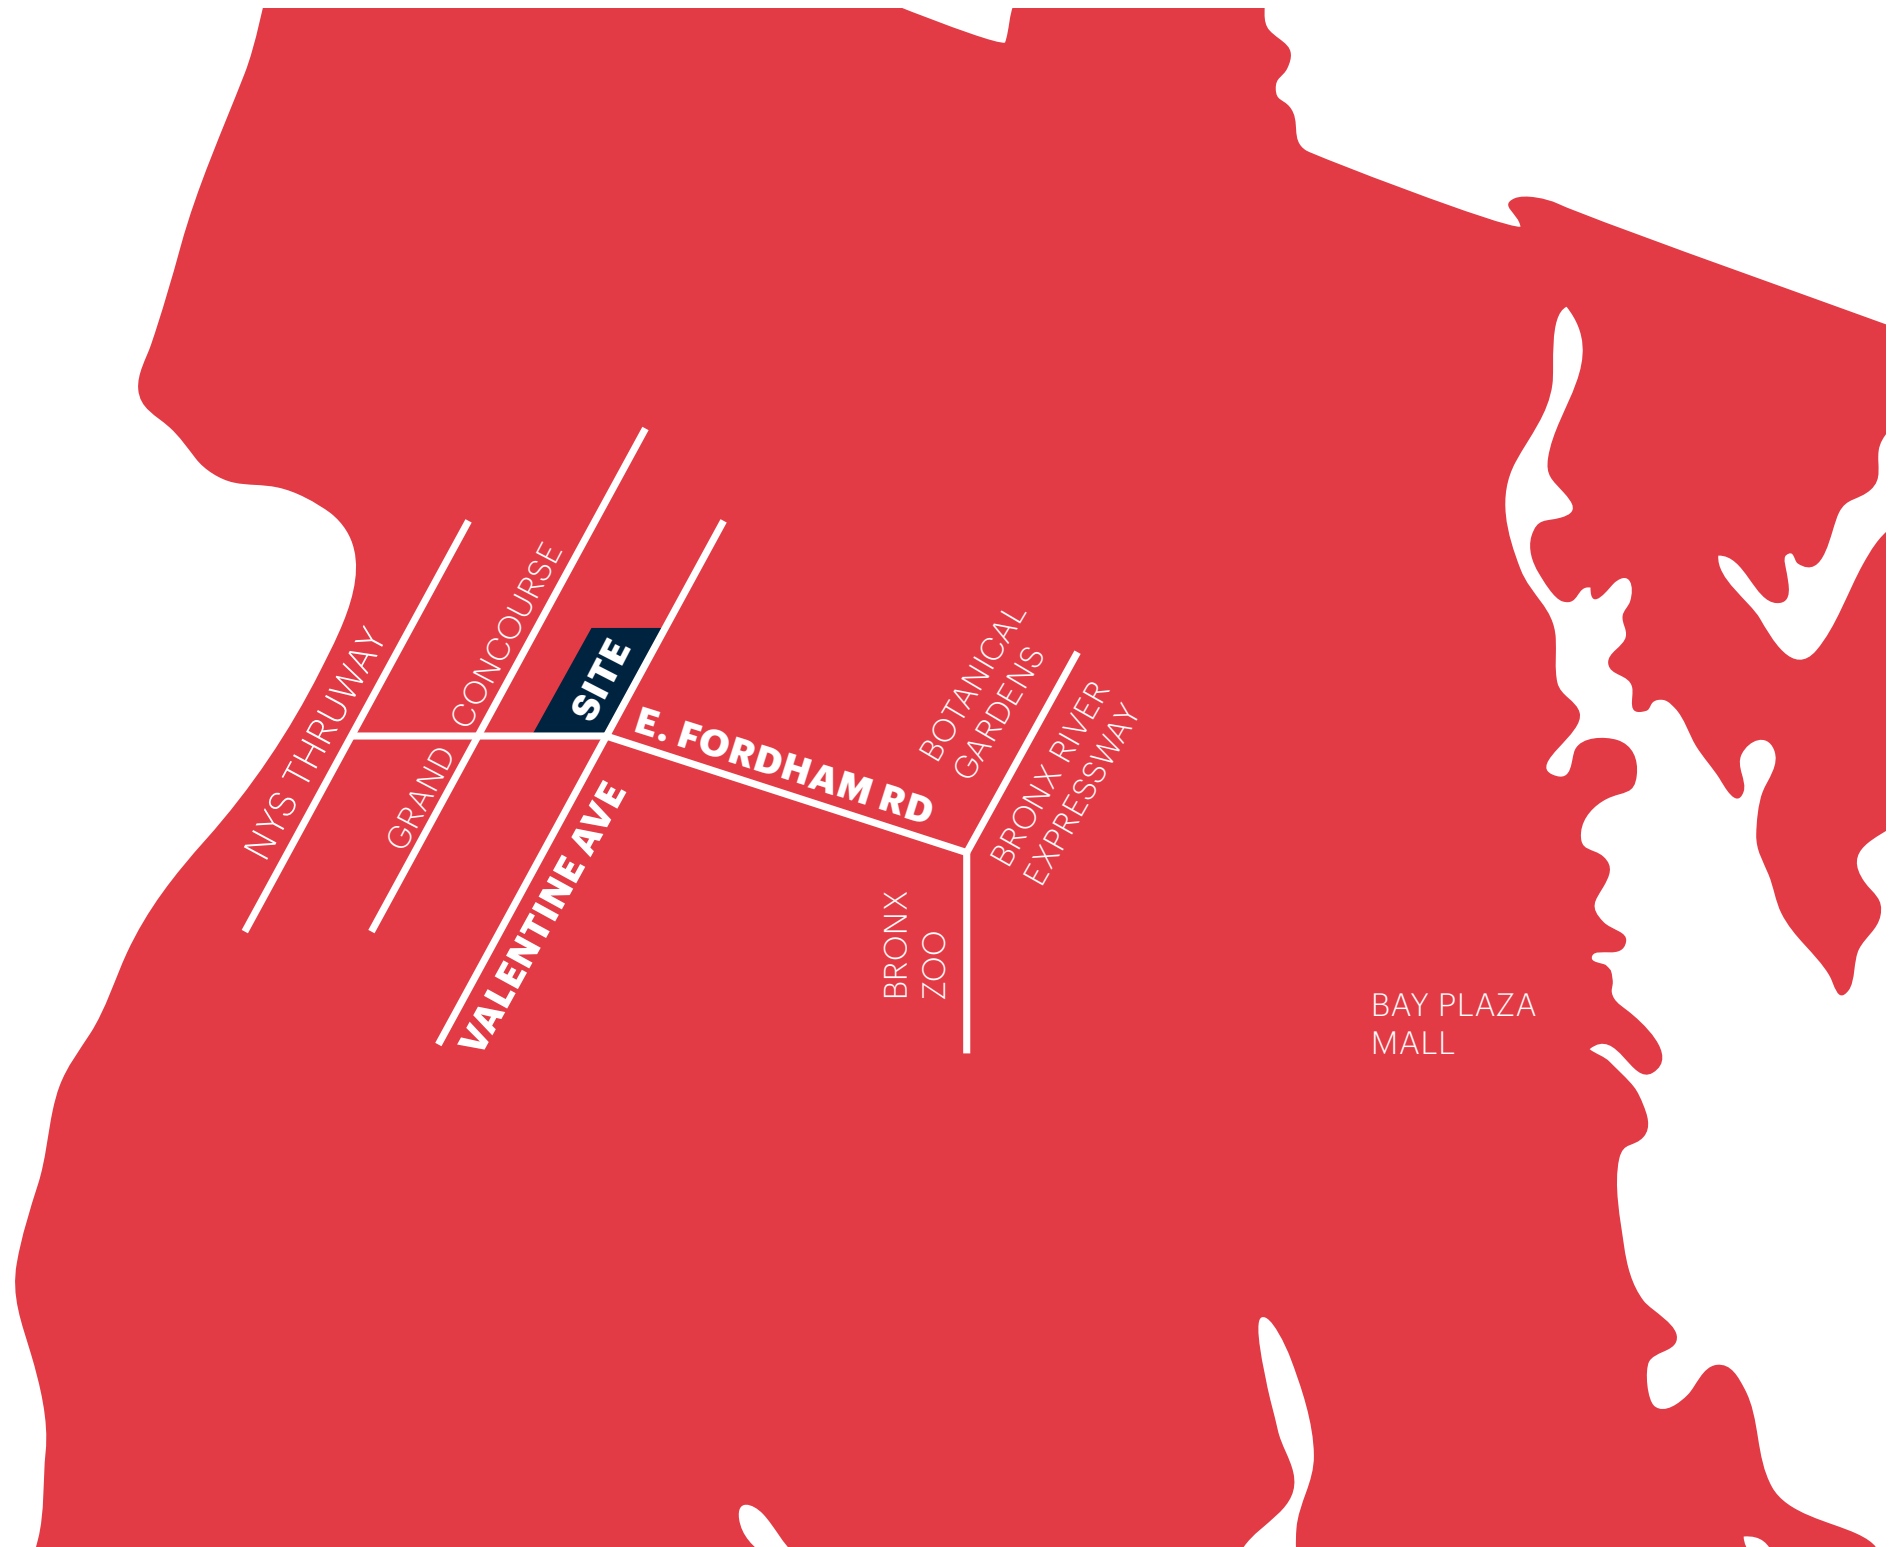 NYS THRUWAY
GRAND CONCOURSE
SITE
VALENTINE AVE
E. FORDHAM RD
BOTANICAL
GARDENS
BRONX RIVER
EXPRESSWAY
BRONX
ZOO
BAY PLAZA
MALL